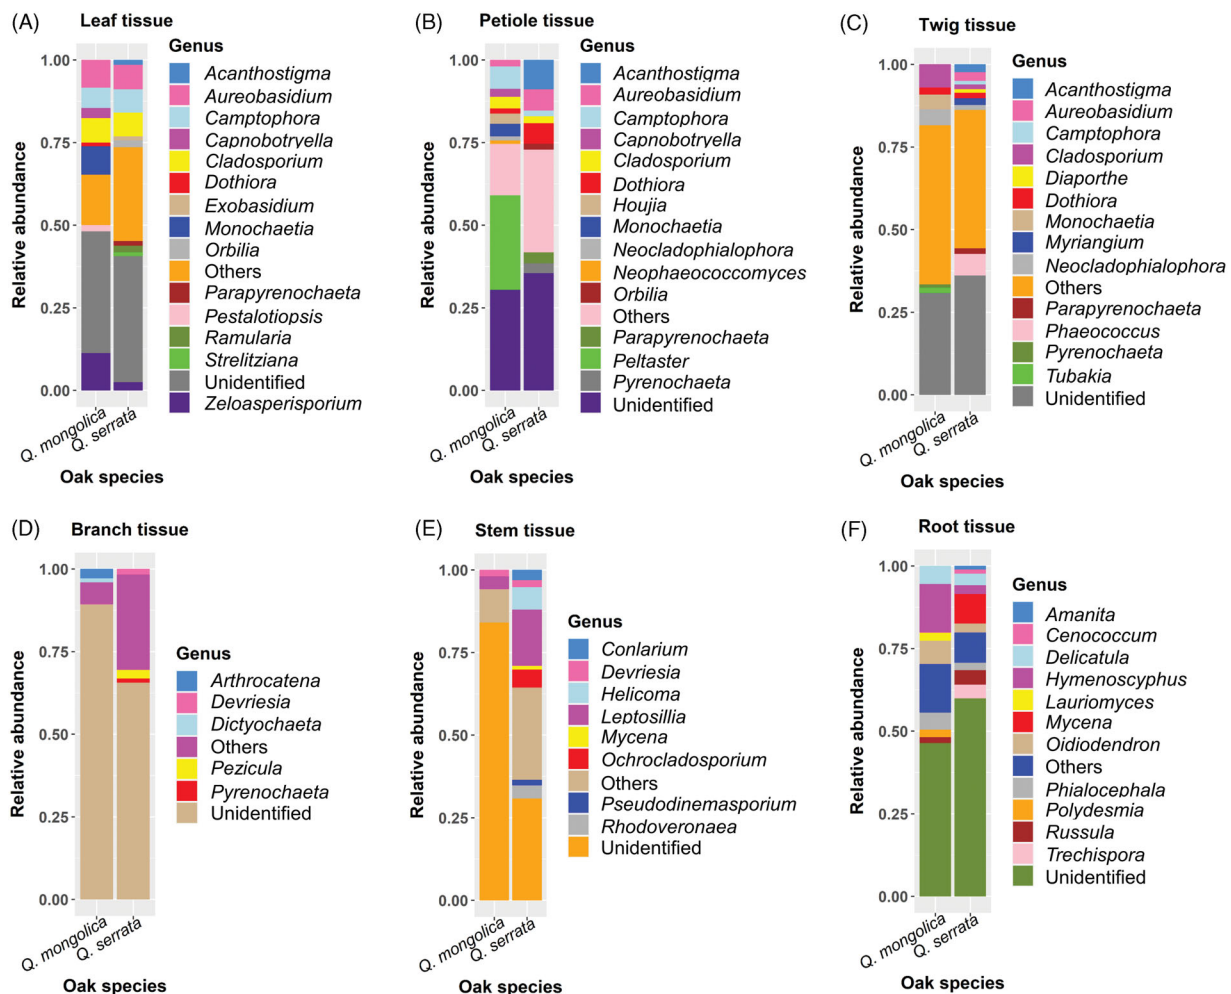 (A) Leaf tissue
Relative abundance
1.00
0.75
0.50
0.25
0.00
Q. mongolica
Q. serrata
Oak species
Genus
Acanthostigma
Aureobasidium
Camptophora
Capnobotryella
Cladosporium
Dothiora
Exobasidium
Monochaetia
Orbilia
Others
Parapyrenochaeta
Pestalotiopsis
Ramularia
Strelitziana
Unidentified
Zeloasperisporium
(B) Petiole tissue
Relative abundance
1.00
0.75
0.50
0.25
0.00
Q. mongolica
Q. serrata
Oak species
Genus
Acanthostigma
Aureobasidium
Camptophora
Capnobotryella
Cladosporium
Dothiora
Houjia
Monochaetia
Neocladophialophora
Neophaeococcomyces
Orbilia
Others
Parapyrenochaeta
Peltaster
Pyrenochaeta
Unidentified
(C) Twig tissue
Relative abundance
1.00
0.75
0.50
0.25
0.00
Q. mongolica
Q. serrata
Oak species
Genus
Acanthostigma
Aureobasidium
Camptophora
Cladosporium
Diaporthe
Dothiora
Monochaetia
Myriangium
Neocladophialophora
Others
Parapyrenochaeta
Phaeococcus
Pyrenochaeta
Tubakia
Unidentified
(D) Branch tissue
Relative abundance
1.00
0.75
0.50
0.25
0.00
Q. mongolica
Q. serrata
Oak species
Genus
Arthrocatena
Devriesia
Dictyochaeta
Others
Pezicula
Pyrenochaeta
Unidentified
(E) Stem tissue
Relative abundance
1.00
0.75
0.50
0.25
0.00
Q. mongolica
Q. serrata
Oak species
Genus
Conlarium
Devriesia
Helicoma
Leptosillia
Mycena
Ochrocladosporium
Others
Pseudodinemasporium
Rhodoveronaea
Unidentified
(F) Root tissue
Relative abundance
1.00
0.75
0.50
0.25
0.00
Q. mongolica
Q. serrata
Oak species
Genus
Amanita
Cenococcum
Delicatula
Hymenoscyphus
Lauriomyces
Mycena
Oidiodendron
Others
Phialocephala
Polydesmia
Russula
Trechispora
Unidentified